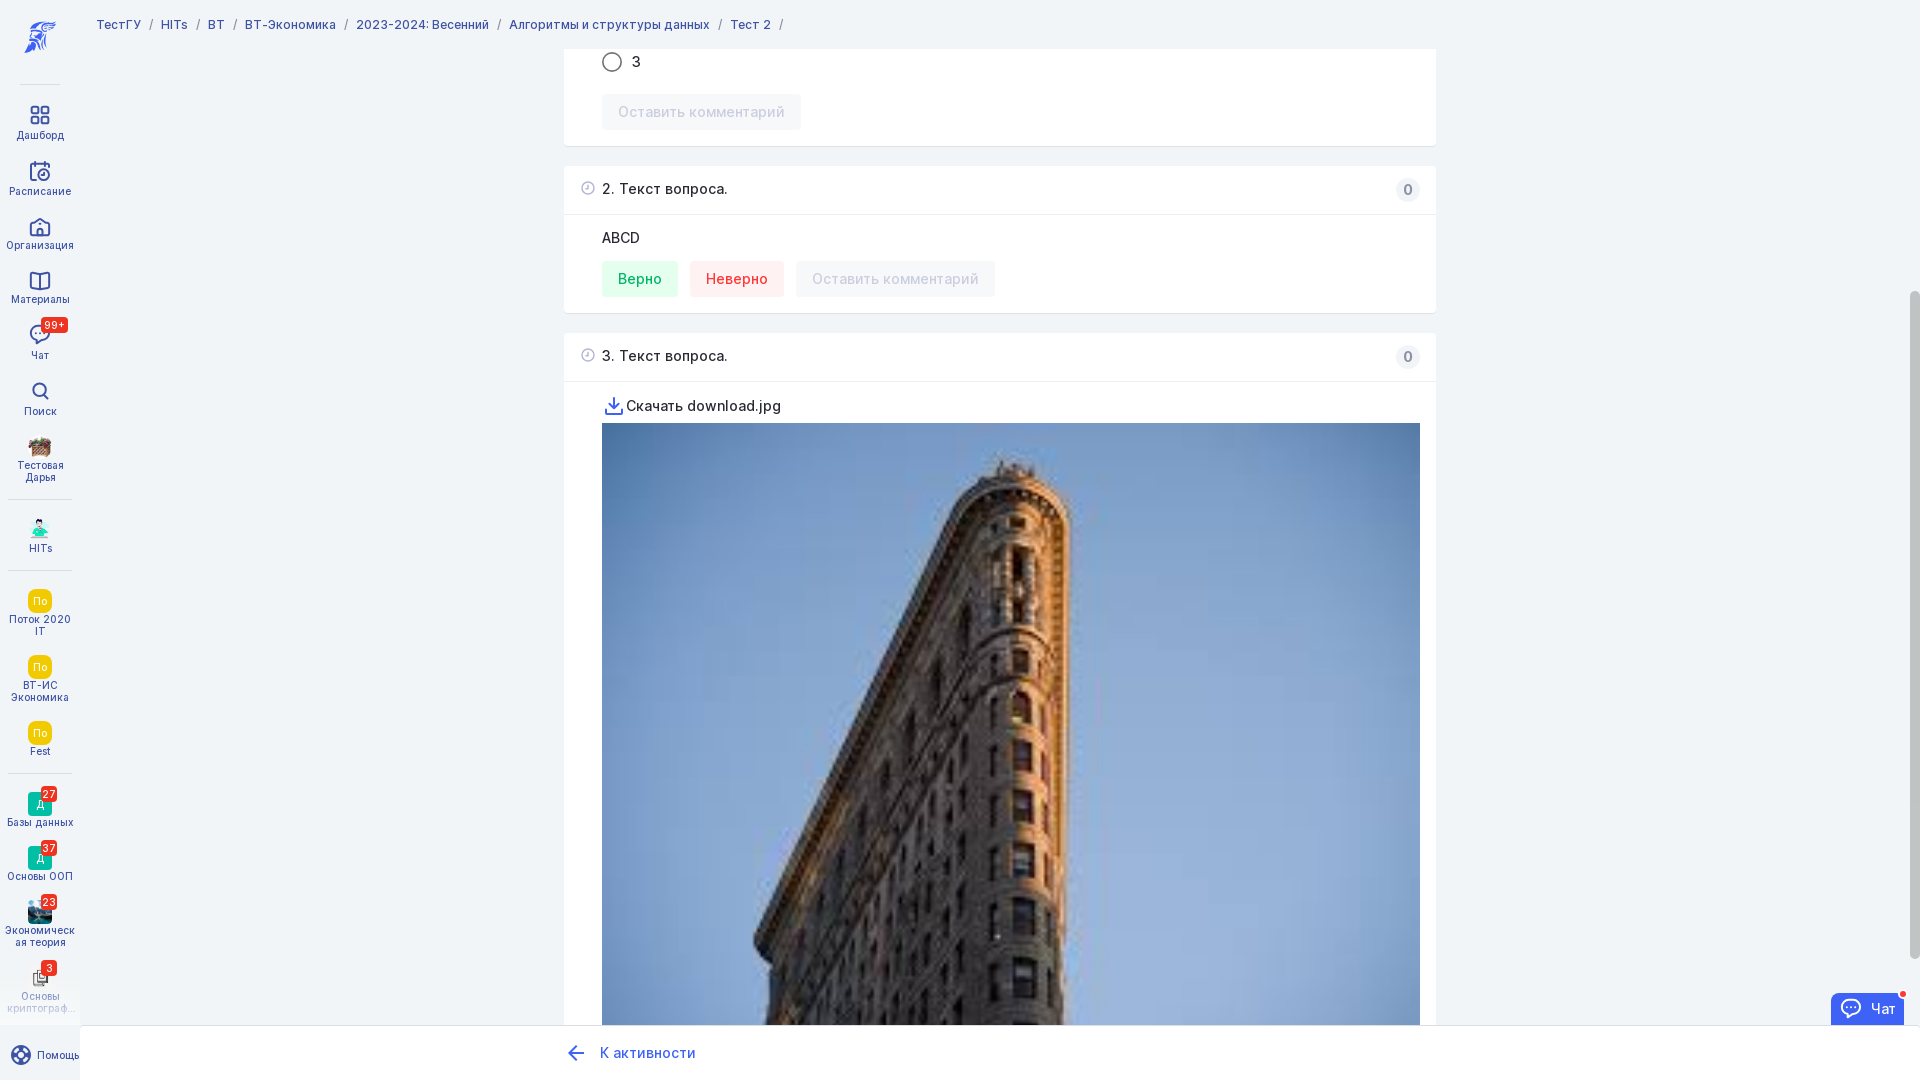 ТестГУ / HITs / ВТ / ВТ-Экономика / 2023-2024: Весенний / Алгоритмы и структуры данных / Тест 2 /
Дашборд
Расписание
Организация
Материалы
99+
Чат
Поиск
Тестовая
Дарья
HITs
По
Поток 2020
IT
По
ВТ-ИС
Экономика
По
Fest
27
Д
Базы данных
37
Д
Основы ООП
23
Экономическ
ая теория
3
Основы
криптограф...
Помощь
3
Оставить комментарий
2. Текст вопроса.
0
ABCD
Верно Неверно Оставить комментарий
3. Текст вопроса.
0
Скачать download.jpg
Чат
К активности